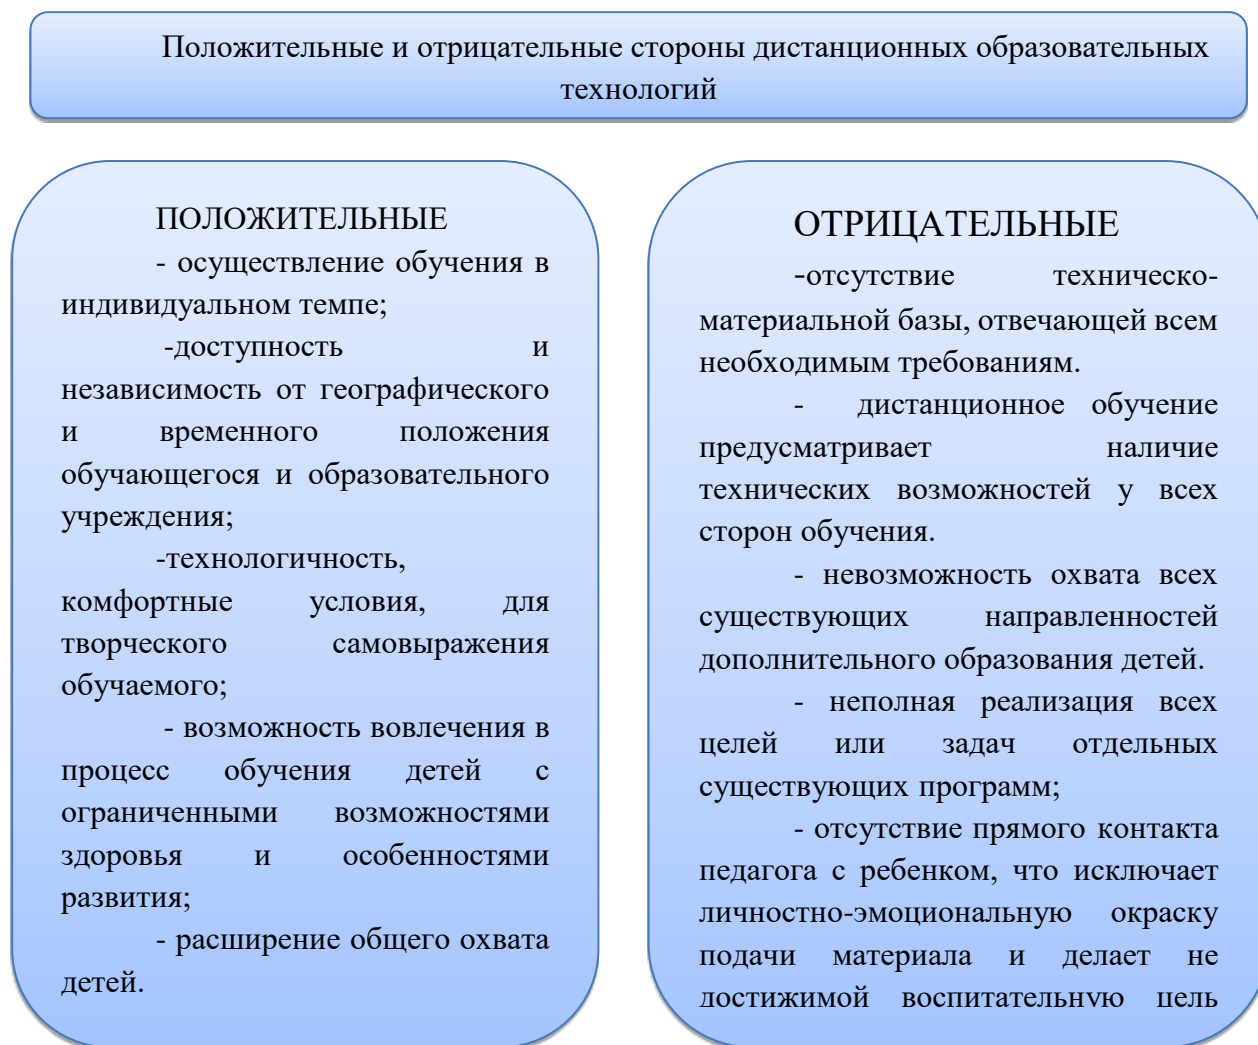 Положительные и отрицательные стороны дистанционных образовательных
технологий
ПОЛОЖИТЕЛЬНЫЕ
- осуществление обучения в
индивидуальном темпе;
-доступность и
независимость от географического
и временного положения
обучающегося и образовательного
учреждения;
-технологичность,
комфортные условия, для
творческого самовыражения
обучаемого;
- возможность вовлечения в
процесс обучения детей с
ограниченными возможностями
здоровья и особенностями
развития;
- расширение общего охвата
детей.
ОТРИЦАТЕЛЬНЫЕ
-отсутствие техническо-
материальной базы, отвечающей всем
необходимым требованиям.
- дистанционное обучение
предусматривает наличие
технических возможностей у всех
сторон обучения.
- невозможность охвата всех
существующих направленностей
дополнительного образования детей.
- неполная реализация всех
целей или задач отдельных
существующих программ;
- отсутствие прямого контакта
педагога с ребенком, что исключает
личностно-эмоциональную окраску
подачи материала и делает не
достижимой воспитательную цель